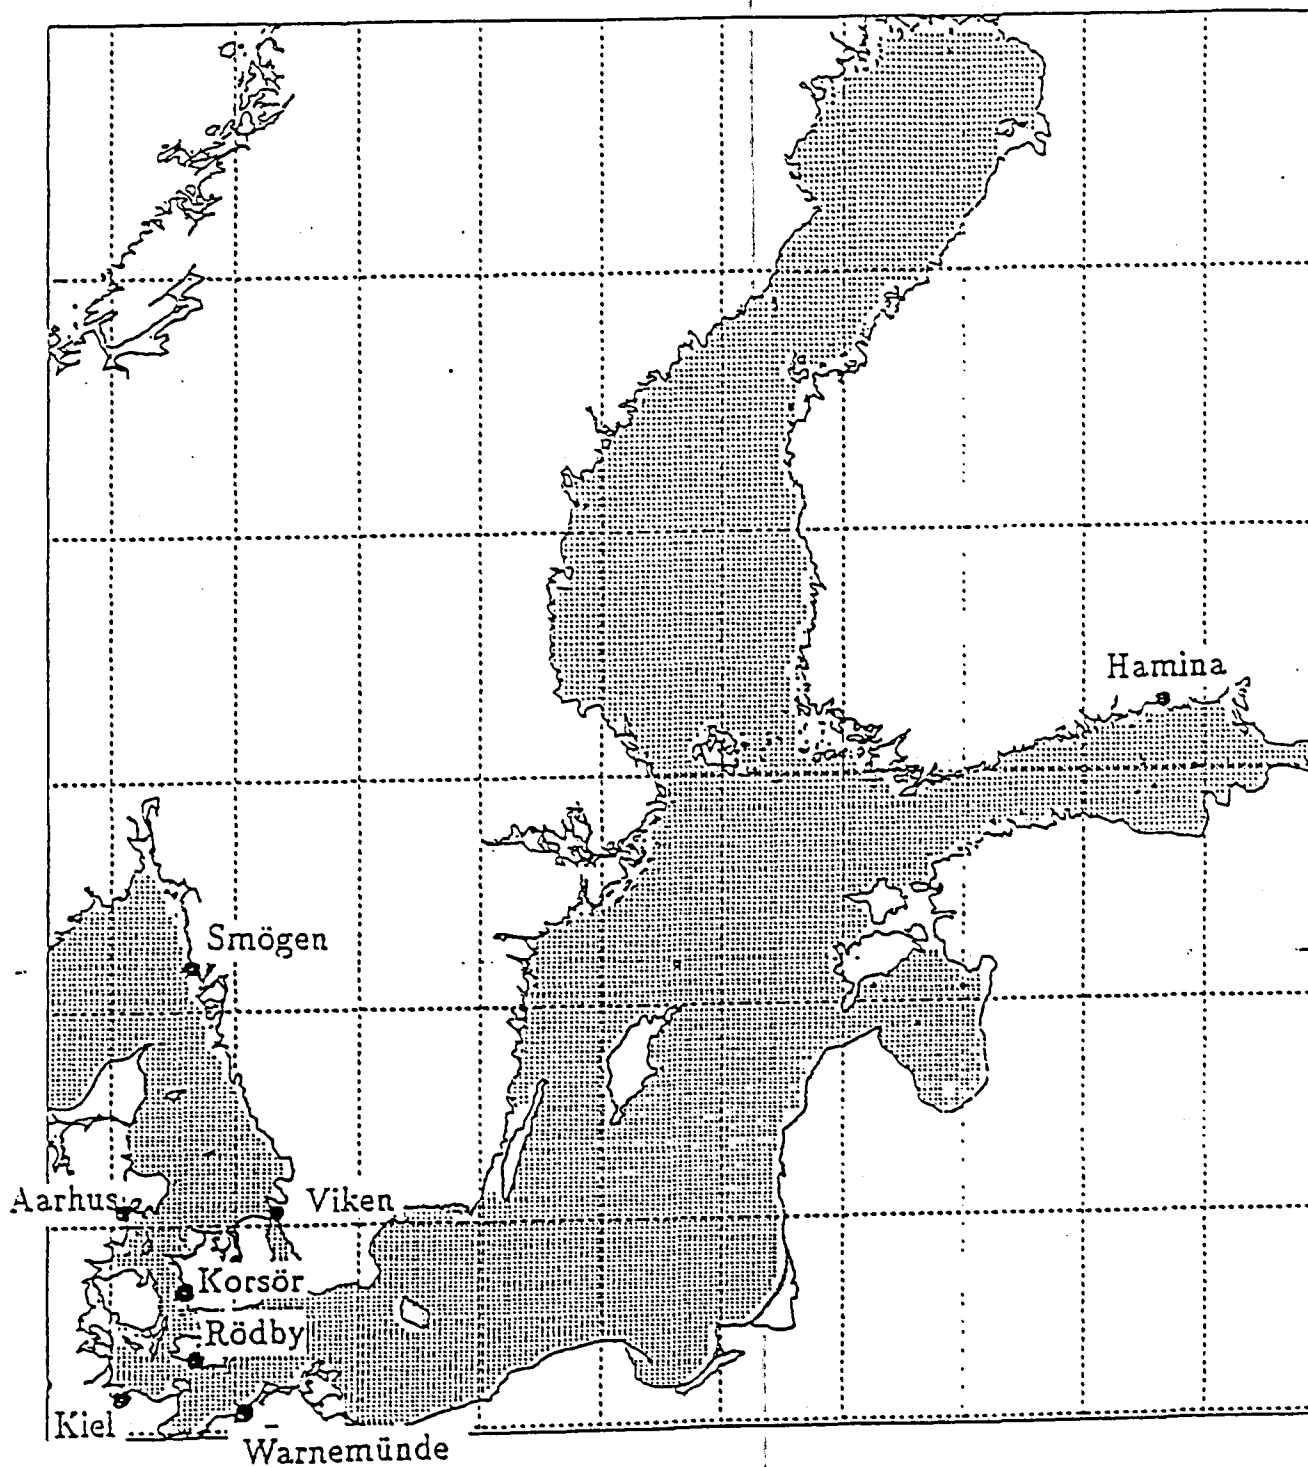 Hamina
Smögen
Aarhus
Viken
Korsör
Rödby
Kiel
Warnemünde